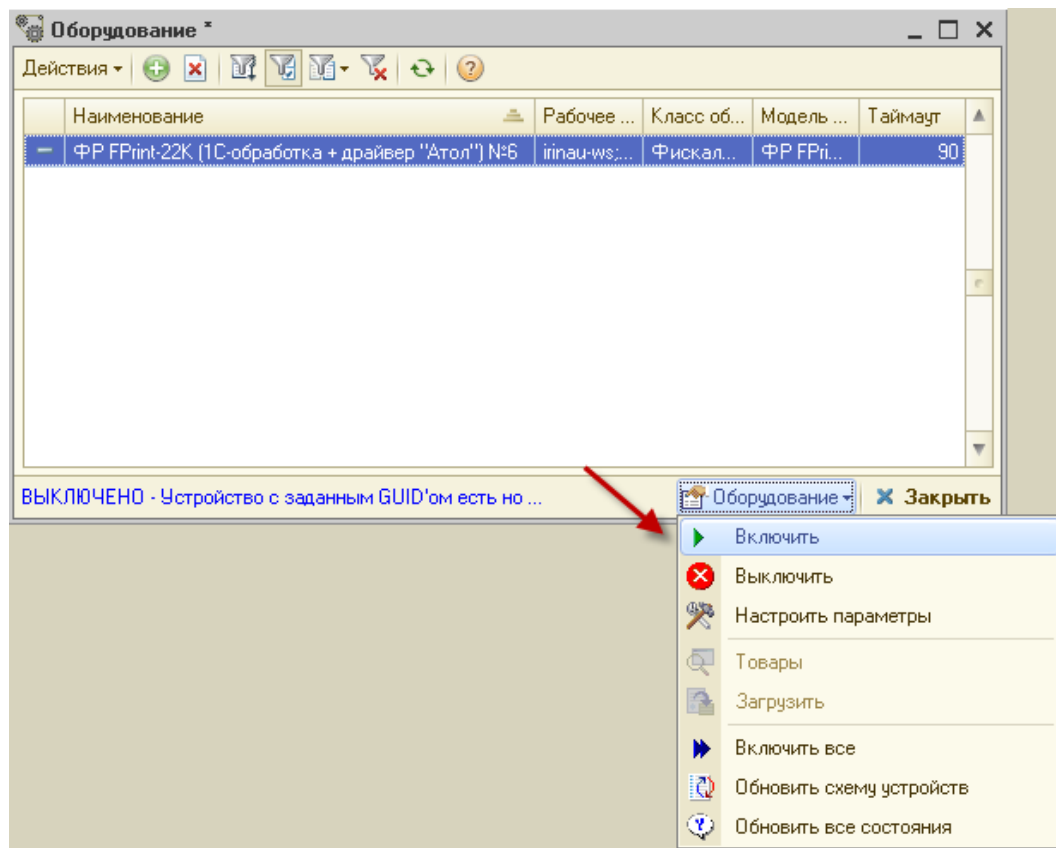 Оборудование *
Действия
Наименование Рабочее ... Класс об... Модель ... Таймаут
ФР FPrint-22К (1С-обработка + драйвер "Атол") №6 irinau-ws;... Фискал... ФР FPri... 90
ВЫКЛЮЧЕНО - Устройство с заданным GUID'ом есть но ... Оборудование Закрыть
Включить
Выключить
Настроить параметры
Товары
Загрузить
Включить все
Обновить схему устройств
Обновить все состояния